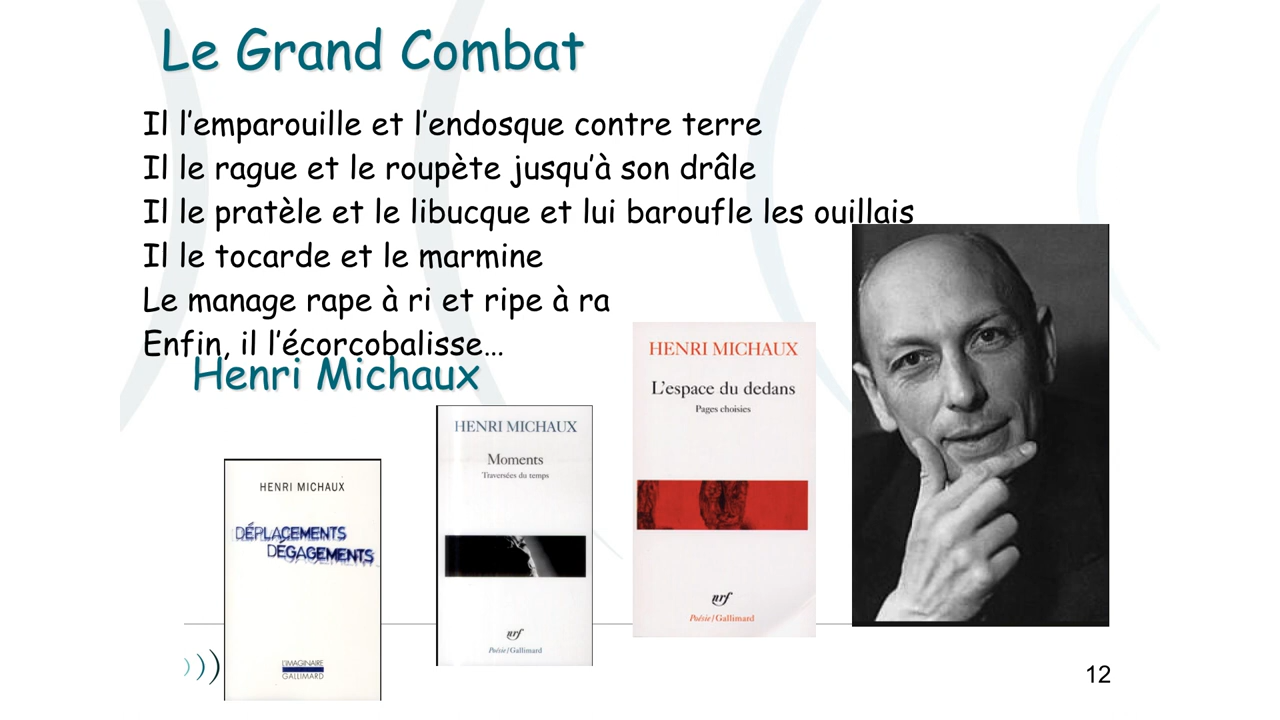 Le Grand Combat
Il l’emparouille et l’endosque contre terre
Il le rague et le roupète jusqu’à son drâle
Il le pratèle et le libucque et lui baroufle les ouillais
Il le tocarde et le marmine
Le manage rape à ri et ripe à ra
Enfin, il l’écorcobalisse…
Henri Michaux
HENRI MICHAUX
DÉPLACEMENTS
DÉGAGEMENTS
L'IMAGINAIRE
GALLIMARD
HENRI MICHAUX
Moments
Traversées du temps
nrf
Poésie / Gallimard
HENRI MICHAUX
L'espace du dedans
Pages choisies
nrf
Poésie / Gallimard
12